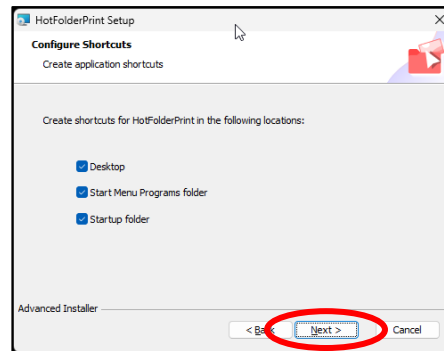 HotFolderPrint Setup
Configure Shortcuts
Create application shortcuts
Create shortcuts for HotFolderPrint in the following locations:
Desktop
Start Menu Programs folder
Startup folder
Advanced Installer
< Back Next > Cancel